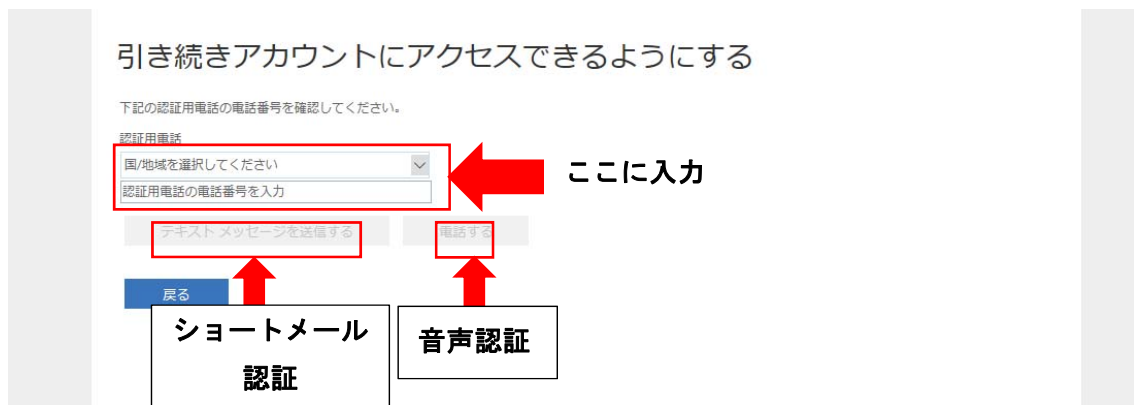 引き続きアカウントにアクセスできるようにする
下記の認証用電話の電話番号を確認してください。
認証用電話
国/地域を選択してください
認証用電話の電話番号を入力
ここに入力
テキスト メッセージを送信する
電話する
戻る
ショートメール
認証
音声認証